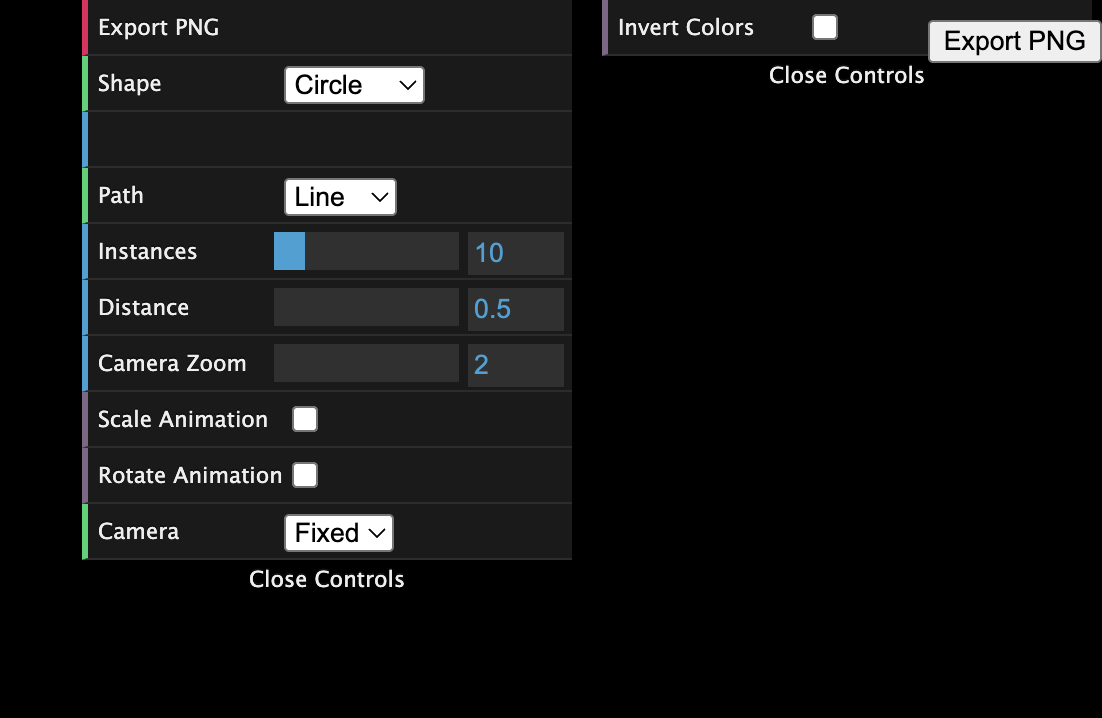 Export PNG
Shape Circle
Path Line
Instances 10
Distance 0.5
Camera Zoom 2
Scale Animation
Rotate Animation
Camera Fixed
Close Controls
Invert Colors
Export PNG
Close Controls